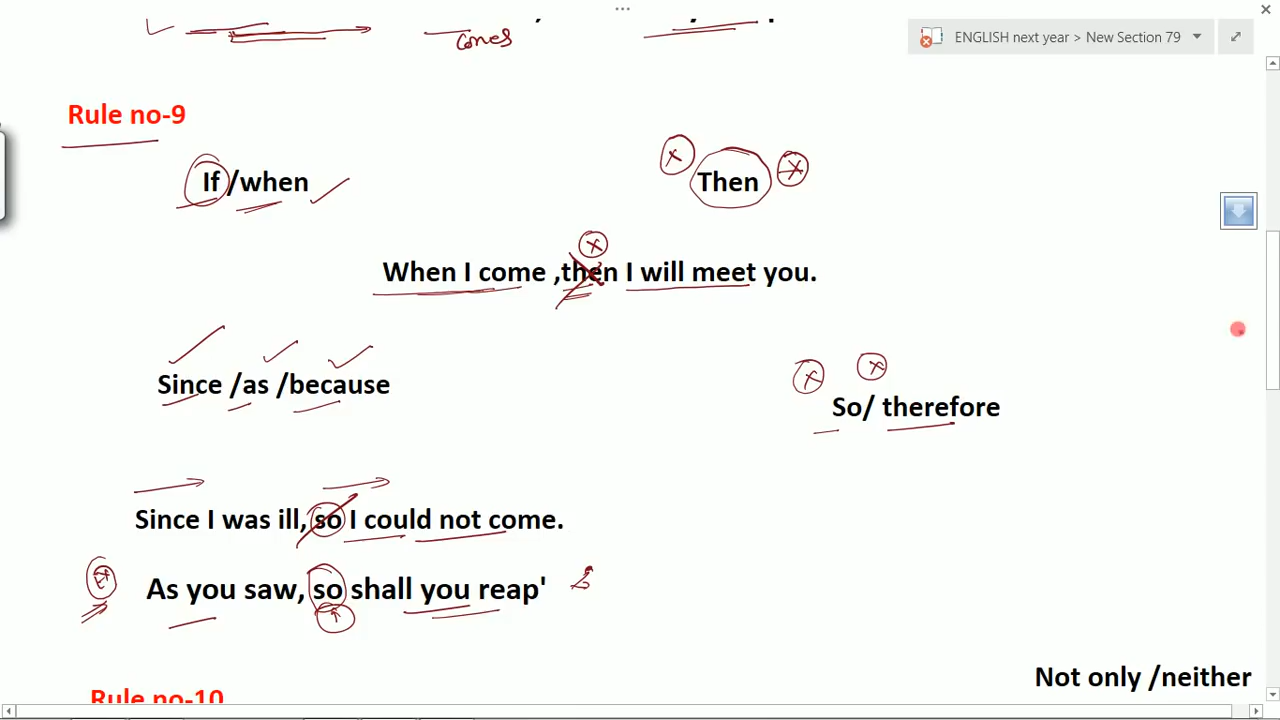 cones
ENGLISH next year > New Section 79
Rule no-9
If /when
Then
When I come ,then I will meet you.
Since /as /because
So/ therefore
Since I was ill, so I could not come.
As you saw, so shall you reap'
Not only /neither
Rule no-10